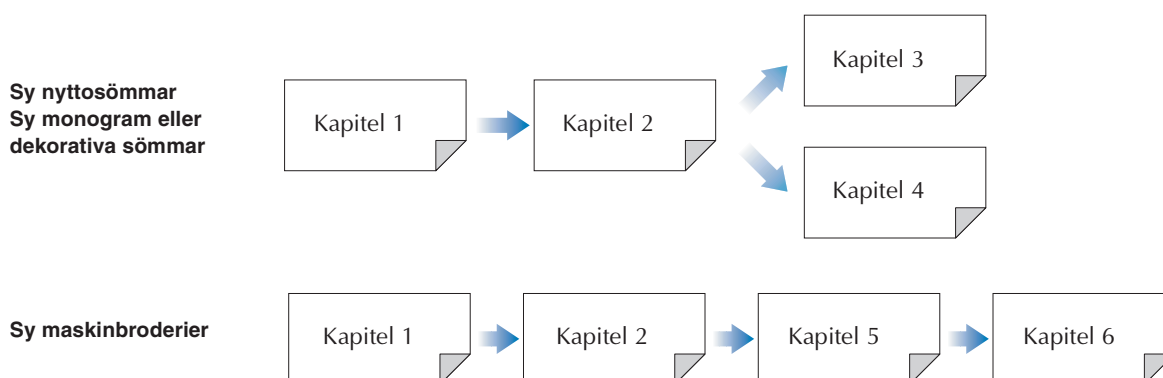 Sy nyttosömmar
Sy monogram eller
dekorativa sömmar
Kapitel 1
Kapitel 2
Kapitel 3
Kapitel 4
Sy maskinbroderier
Kapitel 1
Kapitel 2
Kapitel 5
Kapitel 6